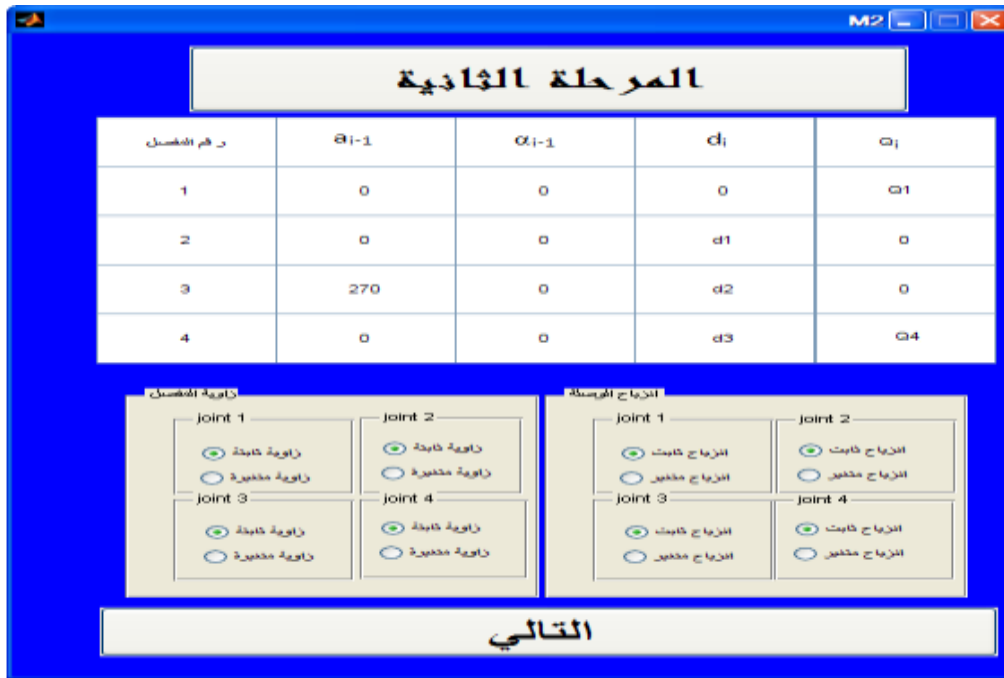 M2
المرحلة الثانية
رقم المفصل ai-1 αi-1 di Qi
1 0 0 0 Q1
2 0 0 d1 0
3 270 0 d2 0
4 0 0 d3 Q4
زاوية المفصل
joint 1 joint 2
زاوية ثابتة زاوية ثابتة
زاوية متغيرة زاوية متغيرة
joint 3 joint 4
زاوية ثابتة زاوية ثابتة
زاوية متغيرة زاوية متغيرة
انزياح الوصلة
joint 1 joint 2
انزياح ثابت انزياح ثابت
انزياح متغير انزياح متغير
joint 3 joint 4
انزياح ثابت انزياح ثابت
انزياح متغير انزياح متغير
التالي